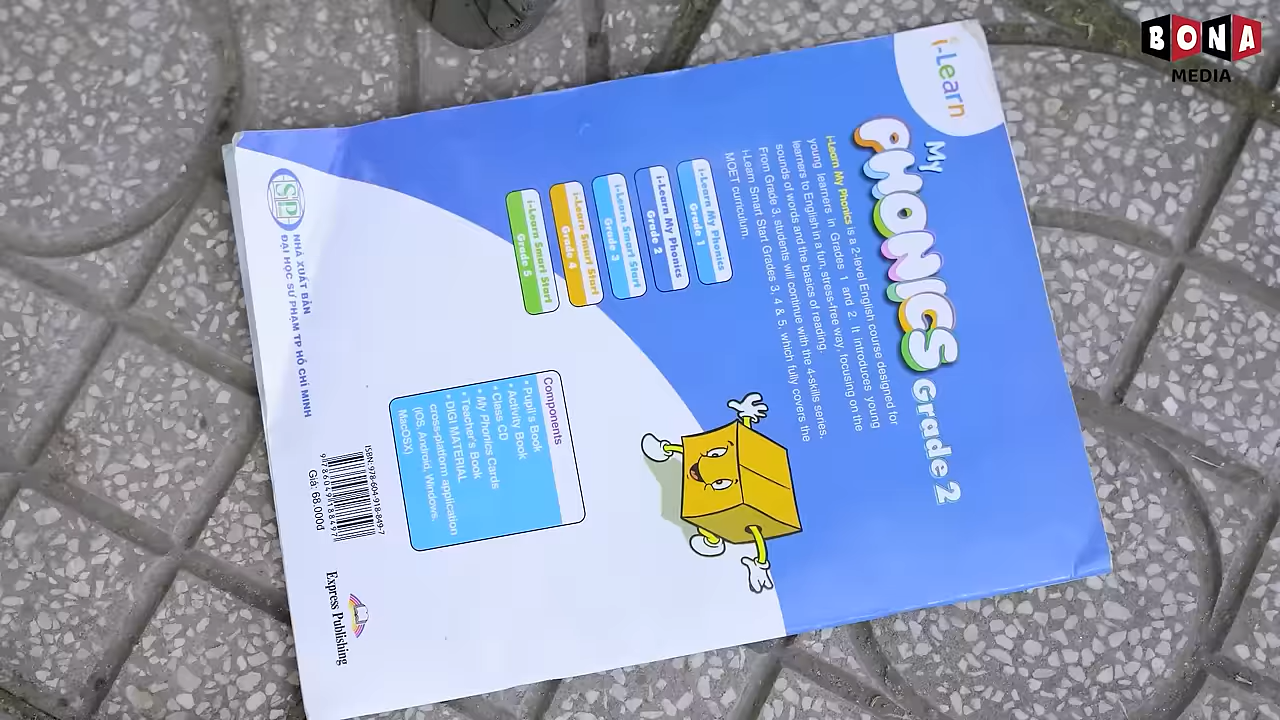 BONA
MEDIA
i-Learn
My
PHONICS Grade 2
i-Learn My Phonics is a 2-level English course designed for
young learners in Grades 1 and 2. It introduces young
learners to English in a fun, stress-free way, focusing on the
sounds of words and the basics of reading.
From Grade 3, students will continue with the 4-skills series.
i-Learn Smart Start Grades 3, 4 & 5, which fully covers the
MOET curriculum.
i-Learn My Phonics
Grade 1
i-Learn My Phonics
Grade 2
i-Learn Smart Start
Grade 3
i-Learn Smart Start
Grade 4
i-Learn Smart Start
Grade 5
Components
• Pupil's Book
• Activity Book
• Class CD
• My Phonics Cards
• Teacher's Book
• DIGI MATERIAL
cross-platform application
(iOS, Android, Windows,
MacOSX)
SP
NHÀ XUẤT BẢN
ĐẠI HỌC SƯ PHẠM TP HỒ CHÍ MINH
Giá: 68.000đ
Express Publishing